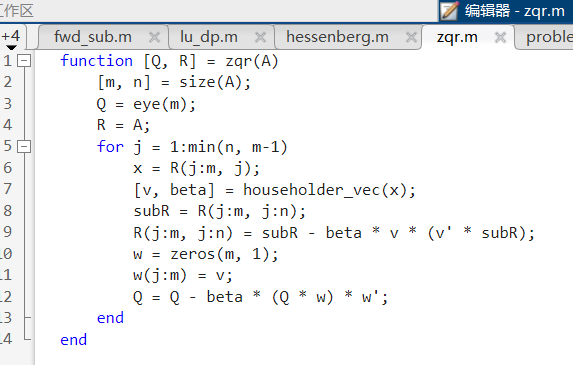 工作区
编辑器 - zqr.m
+4 fwd_sub.m × lu_dp.m × hessenberg.m × zqr.m × proble
1 function [Q, R] = zqr(A)
2 [m, n] = size(A);
3 Q = eye(m);
4 R = A;
5 for j = 1:min(n, m-1)
6 x = R(j:m, j);
7 [v, beta] = householder_vec(x);
8 subR = R(j:m, j:n);
9 R(j:m, j:n) = subR - beta * v * (v' * subR);
10 w = zeros(m, 1);
11 w(j:m) = v;
12 Q = Q - beta * (Q * w) * w';
13 end
14 end